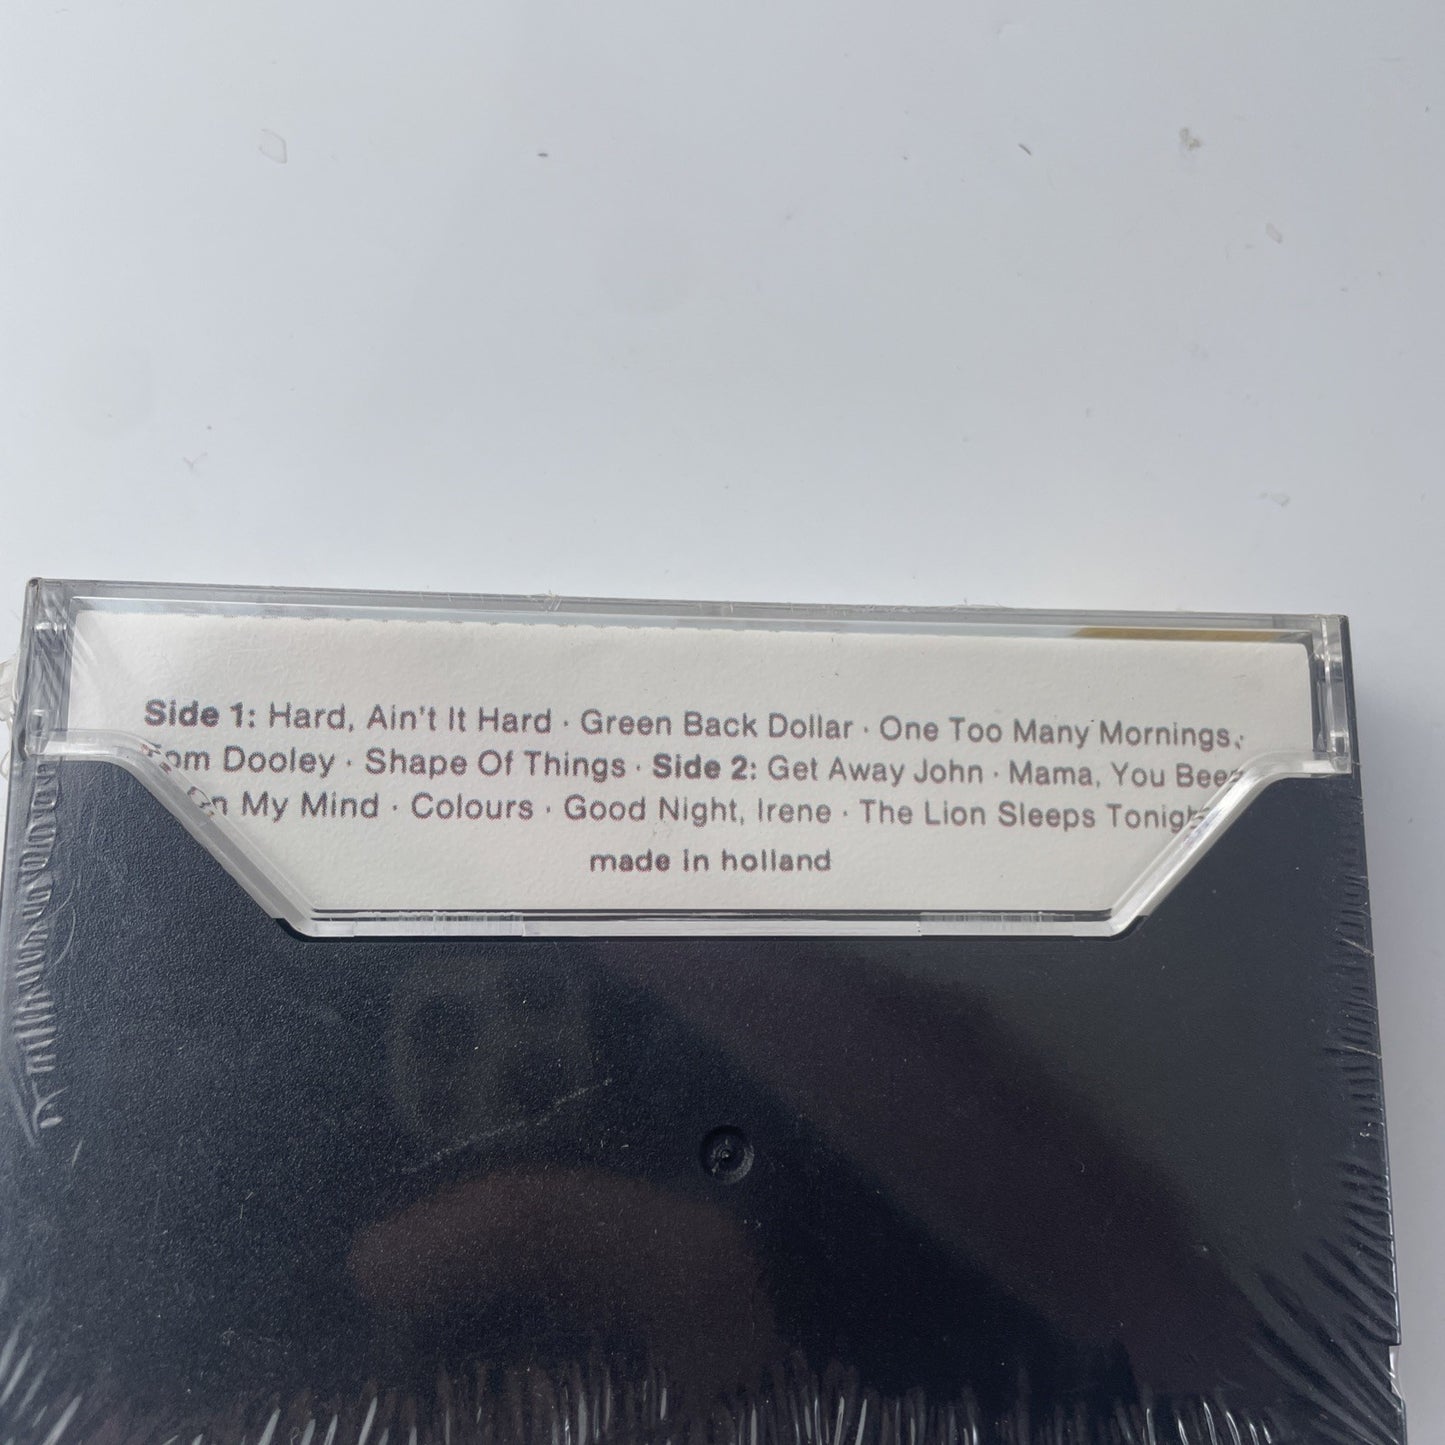 Side 1: Hard, Ain't It Hard · Green Back Dollar · One Too Many Mornings,
Tom Dooley · Shape Of Things · Side 2: Get Away John · Mama, You Been
On My Mind · Colours · Good Night, Irene · The Lion Sleeps Tonight
made in holland